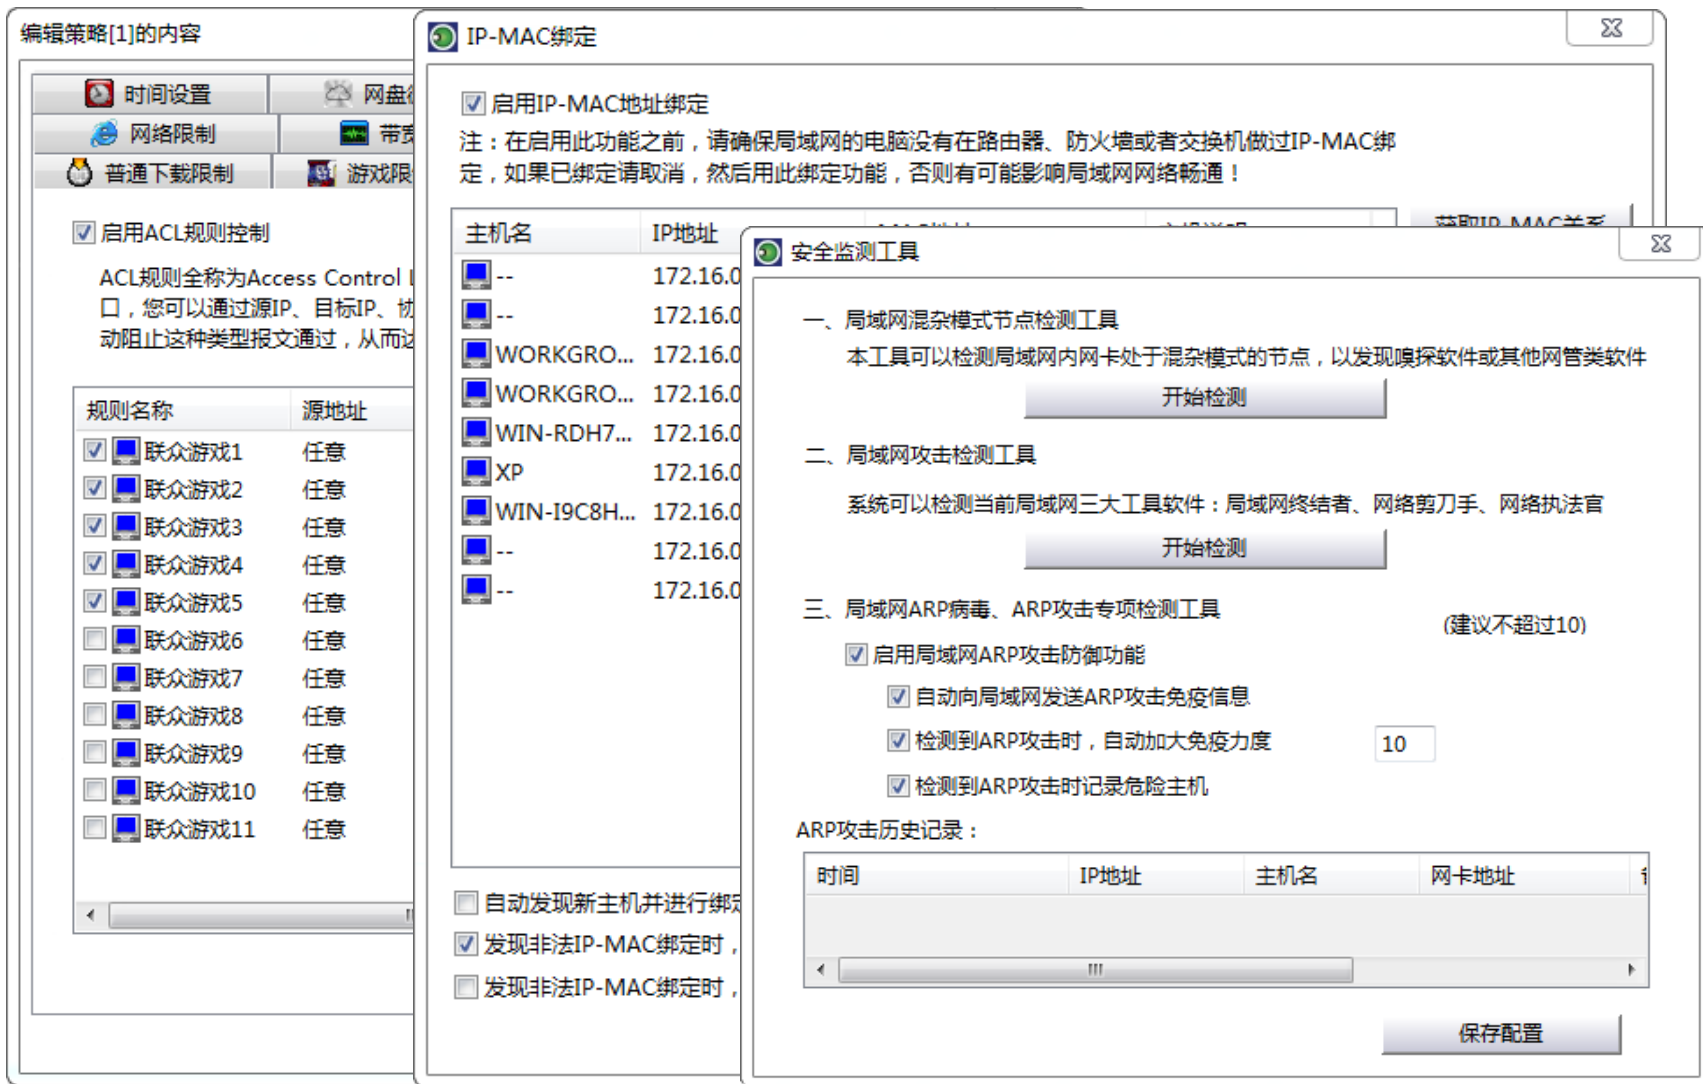 编辑策略[1]的内容
时间设置
网盘
网络限制
带宽
普通下载限制
游戏限
启用ACL规则控制
ACL规则全称为Access Control
口，您可以通过源IP、目标IP、协
动阻止这种类型报文通过，从而达
规则名称 源地址
联众游戏1 任意
联众游戏2 任意
联众游戏3 任意
联众游戏4 任意
联众游戏5 任意
联众游戏6 任意
联众游戏7 任意
联众游戏8 任意
联众游戏9 任意
联众游戏10 任意
联众游戏11 任意
IP-MAC绑定
启用IP-MAC地址绑定
注：在启用此功能之前，请确保局域网的电脑没有在路由器、防火墙或者交换机做过IP-MAC绑
定，如果已绑定请取消，然后用此绑定功能，否则有可能影响局域网网络畅通！
获取IP-MAC关系
主机名 IP地址
-- 172.16.0
-- 172.16.0
WORKGRO... 172.16.0
WORKGRO... 172.16.0
WIN-RDH7... 172.16.0
XP 172.16.0
WIN-I9C8H... 172.16.0
-- 172.16.0
-- 172.16.0
自动发现新主机并进行绑定
发现非法IP-MAC绑定时，
发现非法IP-MAC绑定时，
安全监测工具
一、局域网混杂模式节点检测工具
本工具可以检测局域网内网卡处于混杂模式的节点，以发现嗅探软件或其他网管类软件
开始检测
二、局域网攻击检测工具
系统可以检测当前局域网三大工具软件：局域网终结者、网络剪刀手、网络执法官
开始检测
三、局域网ARP病毒、ARP攻击专项检测工具
(建议不超过10)
启用局域网ARP攻击防御功能
自动向局域网发送ARP攻击免疫信息
检测到ARP攻击时，自动加大免疫力度 10
检测到ARP攻击时记录危险主机
ARP攻击历史记录：
时间 IP地址 主机名 网卡地址
保存配置